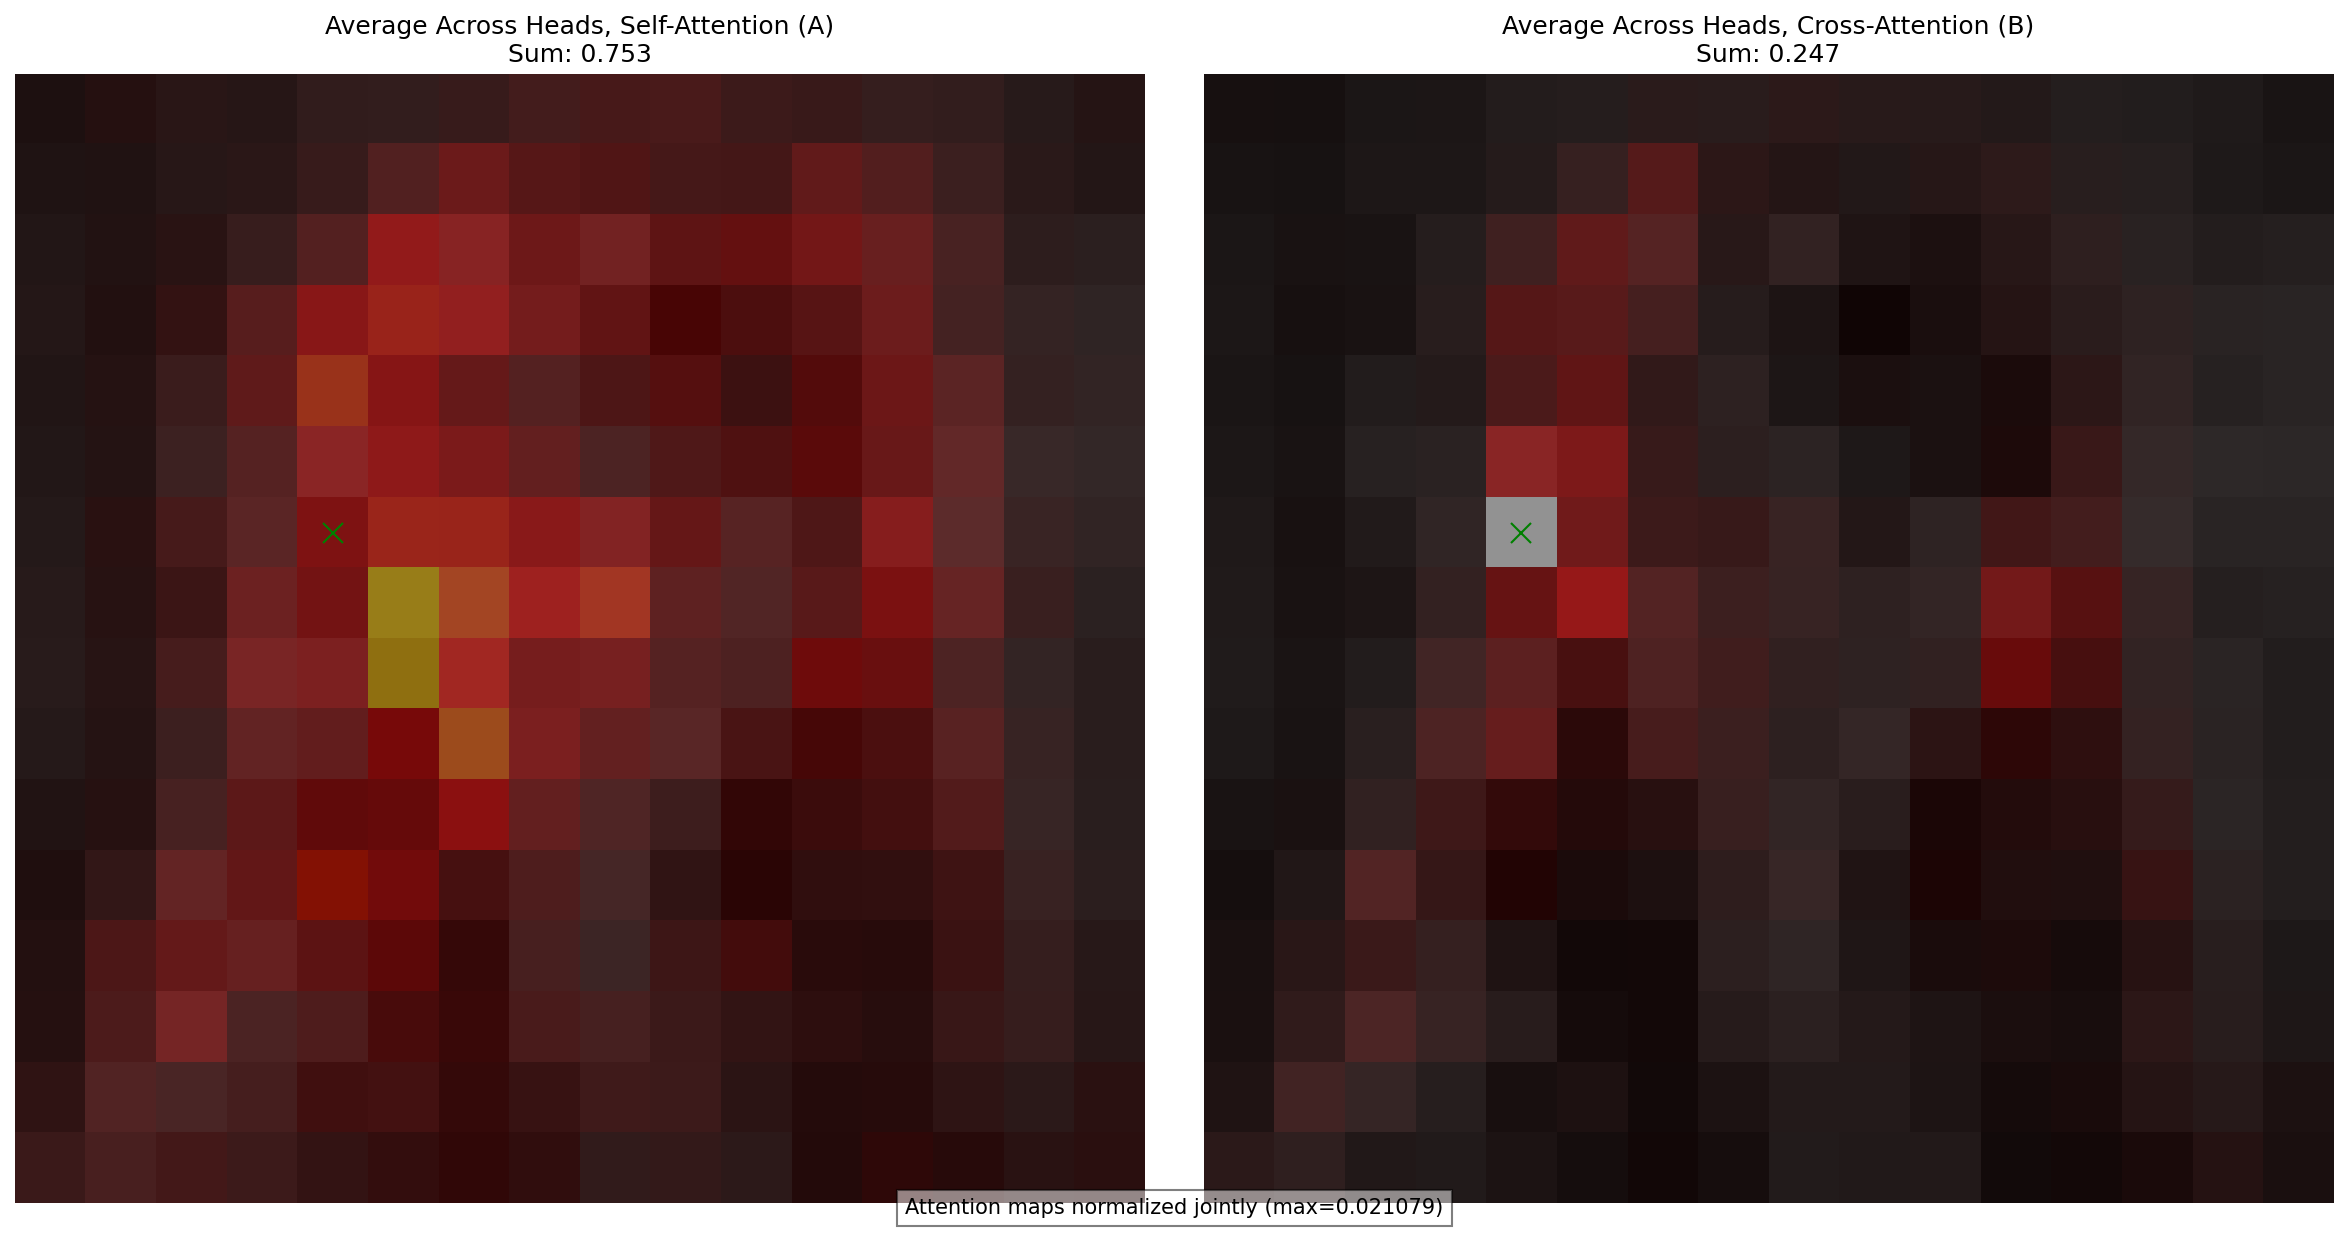 Average Across Heads, Self-Attention (A)
Sum: 0.753
Average Across Heads, Cross-Attention (B)
Sum: 0.247
Attention maps normalized jointly (max=0.021079)